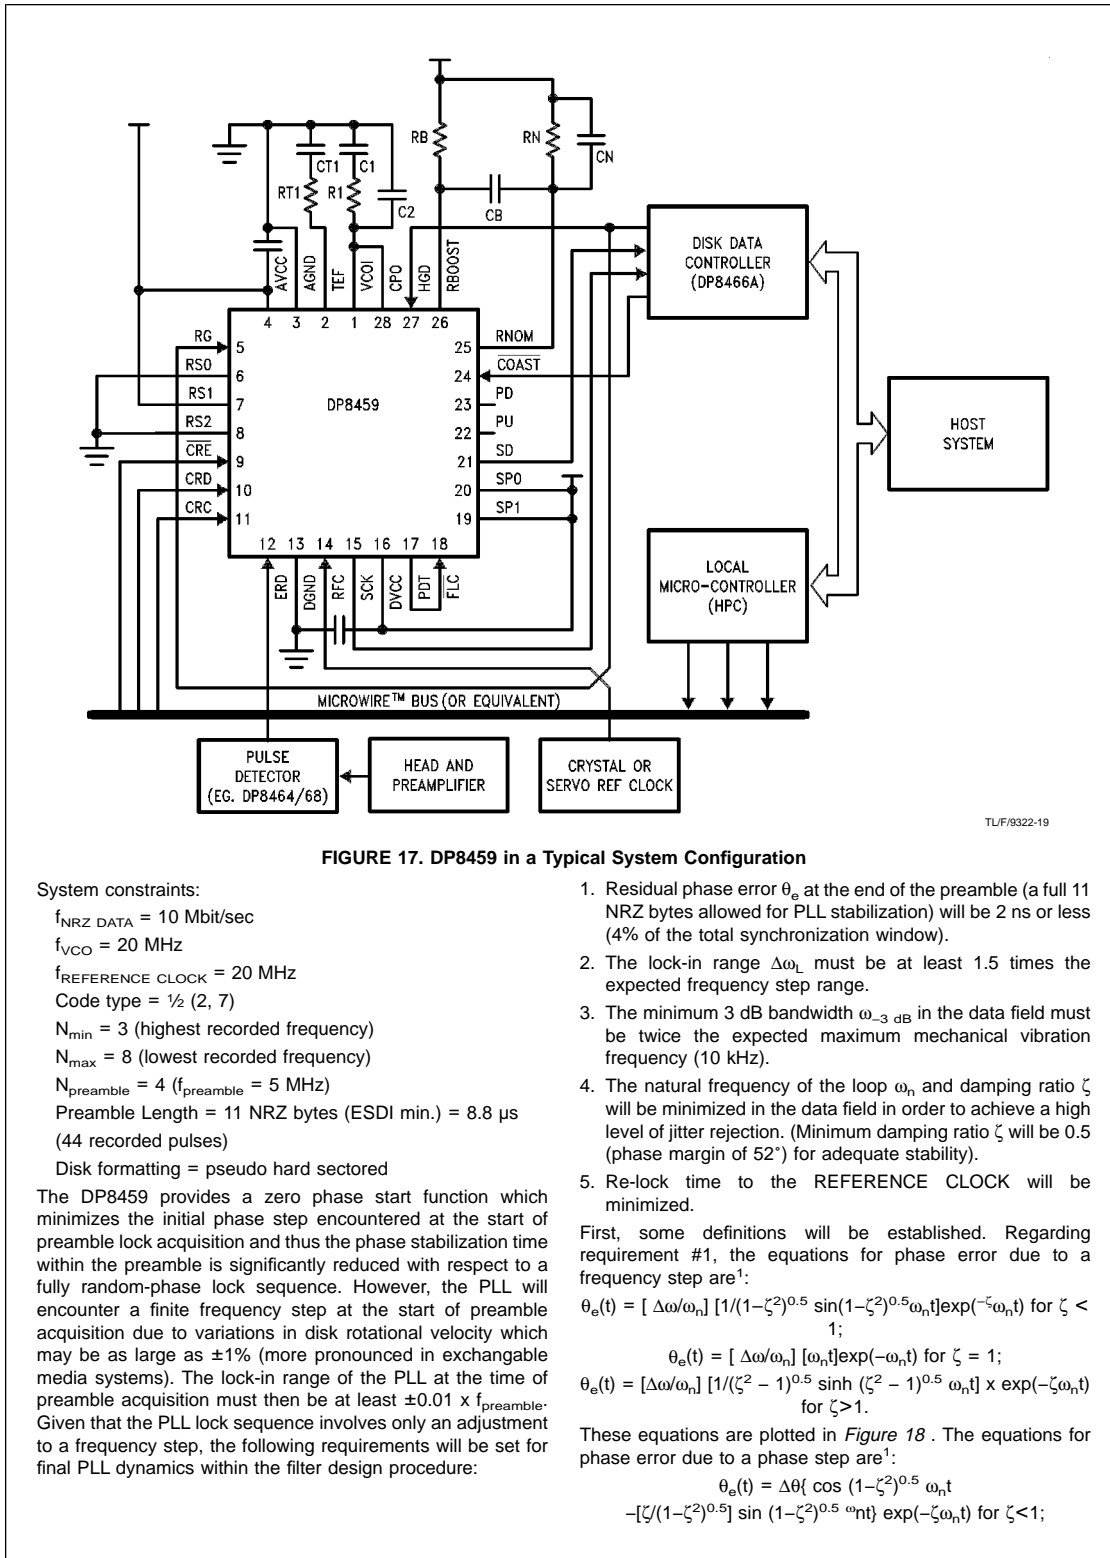 RB
RN
CN
CT1
C1
RT1
R1
C2
CB
AVCC
AGND
TEF
VCOI
CPO
HGD
RBOOST
4 3 2 1 28 27 26
RG 5
RS0 6
RS1 7
RS2 8
CRE 9
CRD 10
CRC 11
DP8459
25 RNOM
24 COAST
23 PD
22 PU
21 SD
20 SP0
19 SP1
12 13 14 15 16 17 18
ERD
DGND
RFC
SCK
DVCC
PDT
FLC
DISK DATA
CONTROLLER
(DP8466A)
HOST
SYSTEM
LOCAL
MICRO-CONTROLLER
(HPC)
MICROWIRE™ BUS (OR EQUIVALENT)
PULSE
DETECTOR
(EG. DP8464/68)
HEAD AND
PREAMPLIFIER
CRYSTAL OR
SERVO REF CLOCK
TL/F/9322-19
FIGURE 17. DP8459 in a Typical System Configuration
System constraints:
f_NRZ DATA = 10 Mbit/sec
f_VCO = 20 MHz
f_REFERENCE CLOCK = 20 MHz
Code type = ½ (2, 7)
N_min = 3 (highest recorded frequency)
N_max = 8 (lowest recorded frequency)
N_preamble = 4 (f_preamble = 5 MHz)
Preamble Length = 11 NRZ bytes (ESDI min.) = 8.8 µs
(44 recorded pulses)
Disk formatting = pseudo hard sectored
The DP8459 provides a zero phase start function which
minimizes the initial phase step encountered at the start of
preamble lock acquisition and thus the phase stabilization time
within the preamble is significantly reduced with respect to a
fully random-phase lock sequence. However, the PLL will
encounter a finite frequency step at the start of preamble
acquisition due to variations in disk rotational velocity which
may be as large as ±1% (more pronounced in exchangable
media systems). The lock-in range of the PLL at the time of
preamble acquisition must then be at least ±0.01 x f_preamble.
Given that the PLL lock sequence involves only an adjustment
to a frequency step, the following requirements will be set for
final PLL dynamics within the filter design procedure:
1. Residual phase error θ_e at the end of the preamble (a full 11
NRZ bytes allowed for PLL stabilization) will be 2 ns or less
(4% of the total synchronization window).
2. The lock-in range Δω_L must be at least 1.5 times the
expected frequency step range.
3. The minimum 3 dB bandwidth ω_−3 dB in the data field must
be twice the expected maximum mechanical vibration
frequency (10 kHz).
4. The natural frequency of the loop ω_n and damping ratio ζ
will be minimized in the data field in order to achieve a high
level of jitter rejection. (Minimum damping ratio ζ will be 0.5
(phase margin of 52˚) for adequate stability).
5. Re-lock time to the REFERENCE CLOCK will be
minimized.
First, some definitions will be established. Regarding
requirement #1, the equations for phase error due to a
frequency step are¹:
θ_e(t) = [ Δω/ω_n] [1/(1−ζ²)^0.5 sin(1−ζ²)^0.5ω_nt]exp(^−ζω_nt) for ζ <
1;
θ_e(t) = [ Δω/ω_n] [ω_nt]exp(−ω_nt) for ζ = 1;
θ_e(t) = [Δω/ω_n] [1/(ζ² − 1)^0.5 sinh (ζ² − 1)^0.5 ω_nt] x exp(−ζω_nt)
for ζ>1.
These equations are plotted in Figure 18 . The equations for
phase error due to a phase step are¹:
θ_e(t) = Δθ{ cos (1−ζ²)^0.5 ω_nt
−[ζ/(1−ζ²)^0.5] sin (1−ζ²)^0.5 ^ωnt} exp(−ζω_nt) for ζ<1;